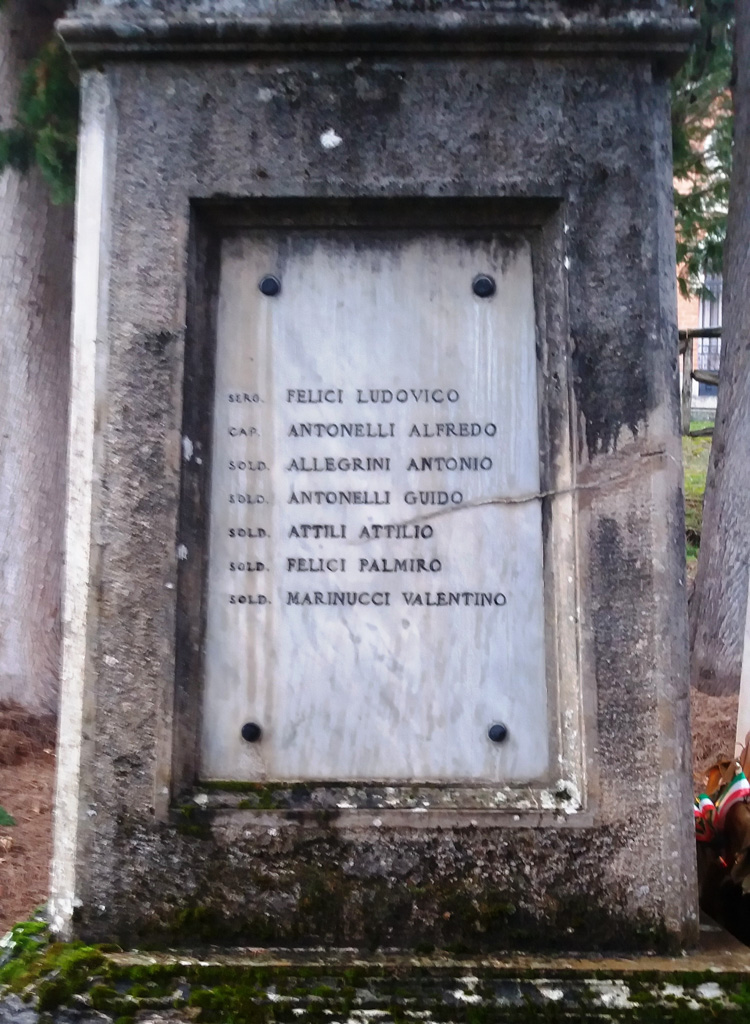 SERG. FELICI LUDOVICO
CAP. ANTONELLI ALFREDO
SOLD. ALLEGRINI ANTONIO
SOLD. ANTONELLI GUIDO
SOLD. ATTILI ATTILIO
SOLD. FELICI PALMIRO
SOLD. MARINUCCI VALENTINO